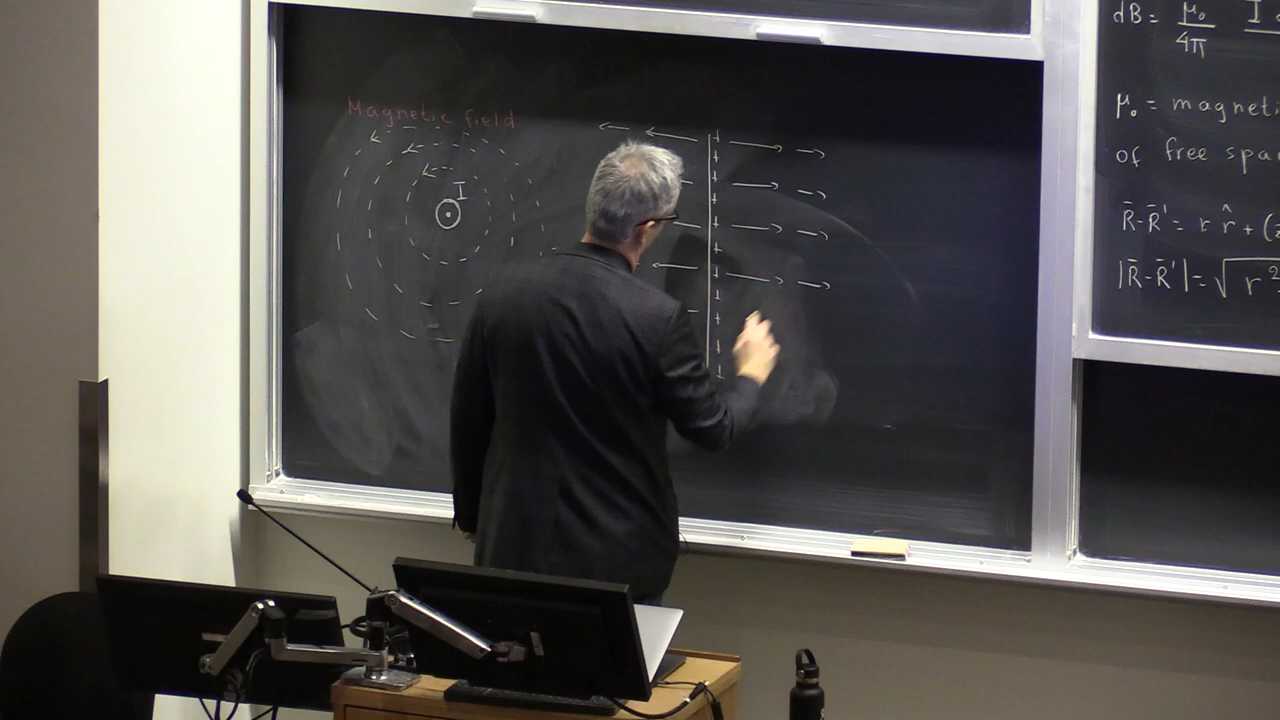 Magnetic field
I
+
+
+
+
+
+
+
+
+
+
+
dB = μ₀ I
4π
μ₀ = magneti
of free spa
R̄-R̄' = r r̂ + (z
|R̄-R̄'| = √ r²